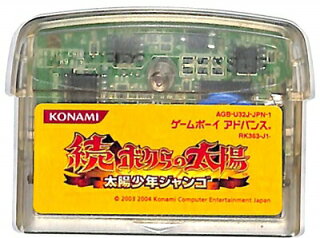 KONAMI
AGB-U32J-JPN-1
ゲームボーイ アドバンス®
RK363-J1-
続・ボクらの太陽
太陽少年ジャンゴ
© 2003 2004 Konami Computer Entertainment Japan